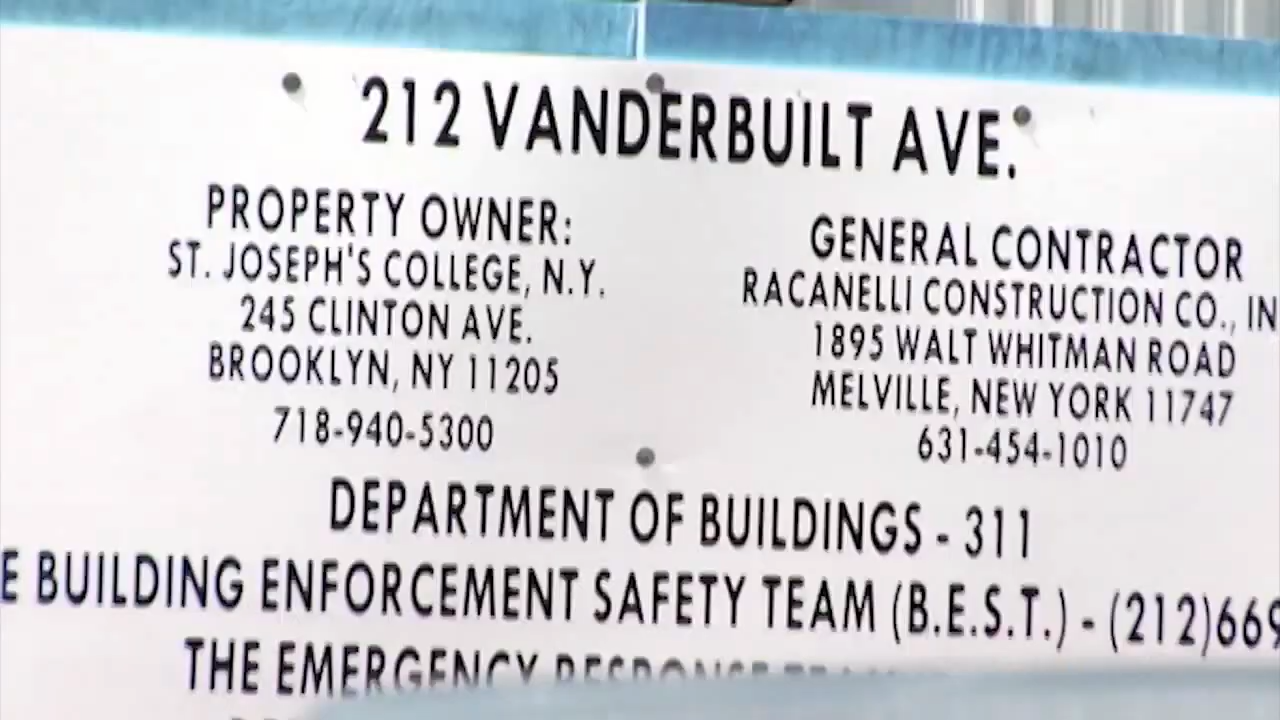 212 VANDERBUILT AVE.
PROPERTY OWNER:
ST. JOSEPH'S COLLEGE, N.Y.
245 CLINTON AVE.
BROOKLYN, NY 11205
718-940-5300
GENERAL CONTRACTOR
RACANELLI CONSTRUCTION CO., IN
1895 WALT WHITMAN ROAD
MELVILLE, NEW YORK 11747
631-454-1010
DEPARTMENT OF BUILDINGS - 311
E BUILDING ENFORCEMENT SAFETY TEAM (B.E.S.T.) - (212)669
THE EMERGENCY RESPONSE